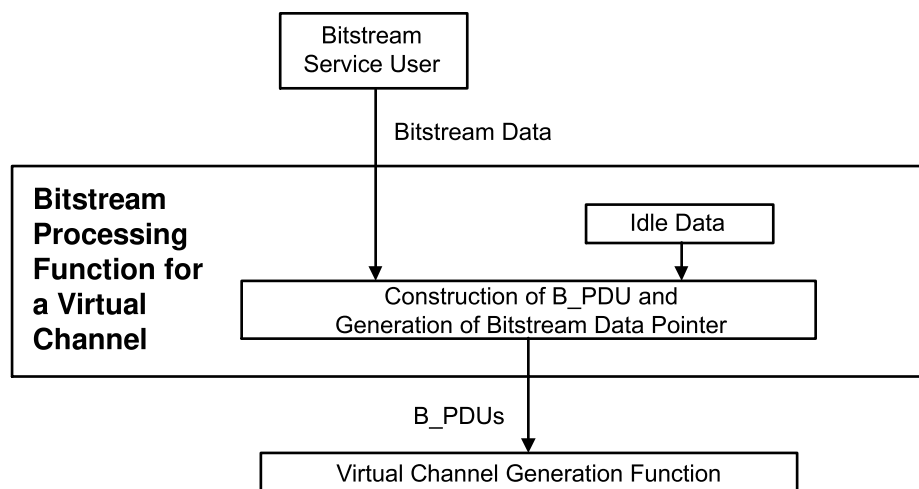 Bitstream
Service User
Bitstream Data
Bitstream
Processing
Function for
a Virtual
Channel
Idle Data
Construction of B_PDU and
Generation of Bitstream Data Pointer
B_PDUs
Virtual Channel Generation Function